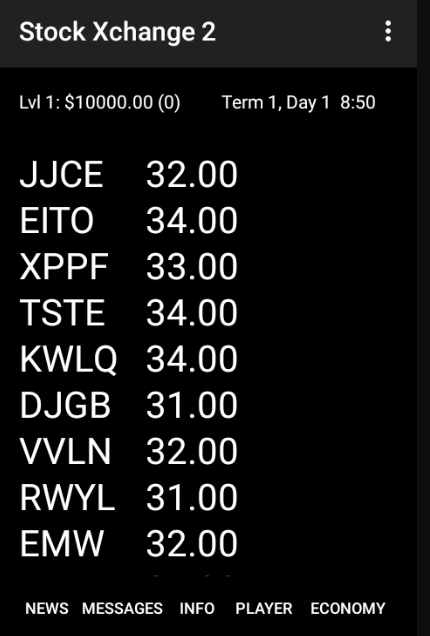 Stock Xchange 2
Lvl 1: $10000.00 (0) Term 1, Day 1 8:50
JJCE 32.00
EITO 34.00
XPPF 33.00
TSTE 34.00
KWLQ 34.00
DJGB 31.00
VVLN 32.00
RWYL 31.00
EMW 32.00
NEWS MESSAGES INFO PLAYER ECONOMY